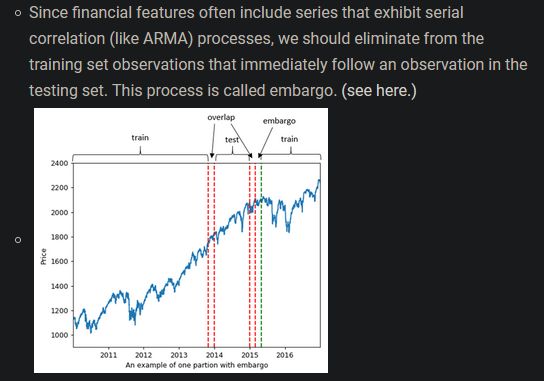 Since financial features often include series that exhibit serial
correlation (like ARMA) processes, we should eliminate from the
training set observations that immediately follow an observation in the
testing set. This process is called embargo. (see here.)
overlap
embargo
train
test
train
2400
2200
2000
1800
1600
1400
1200
1000
Price
2011 2012 2013 2014 2015 2016
An example of one partion with embargo